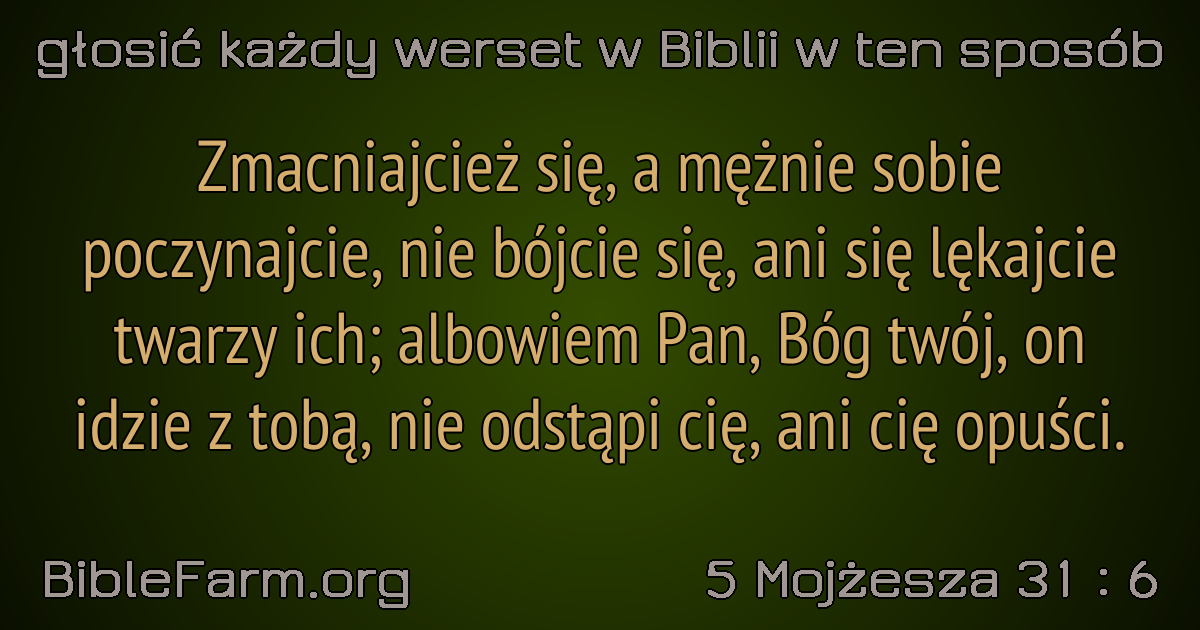 głosić każdy werset w Biblii w ten sposób
Zmacniajcież się, a mężnie sobie
poczynajcie, nie bójcie się, ani się lękajcie
twarzy ich; albowiem Pan, Bóg twój, on
idzie z tobą, nie odstąpi cię, ani cię opuści.
BibleFarm.org
5 Mojżesza 31 : 6